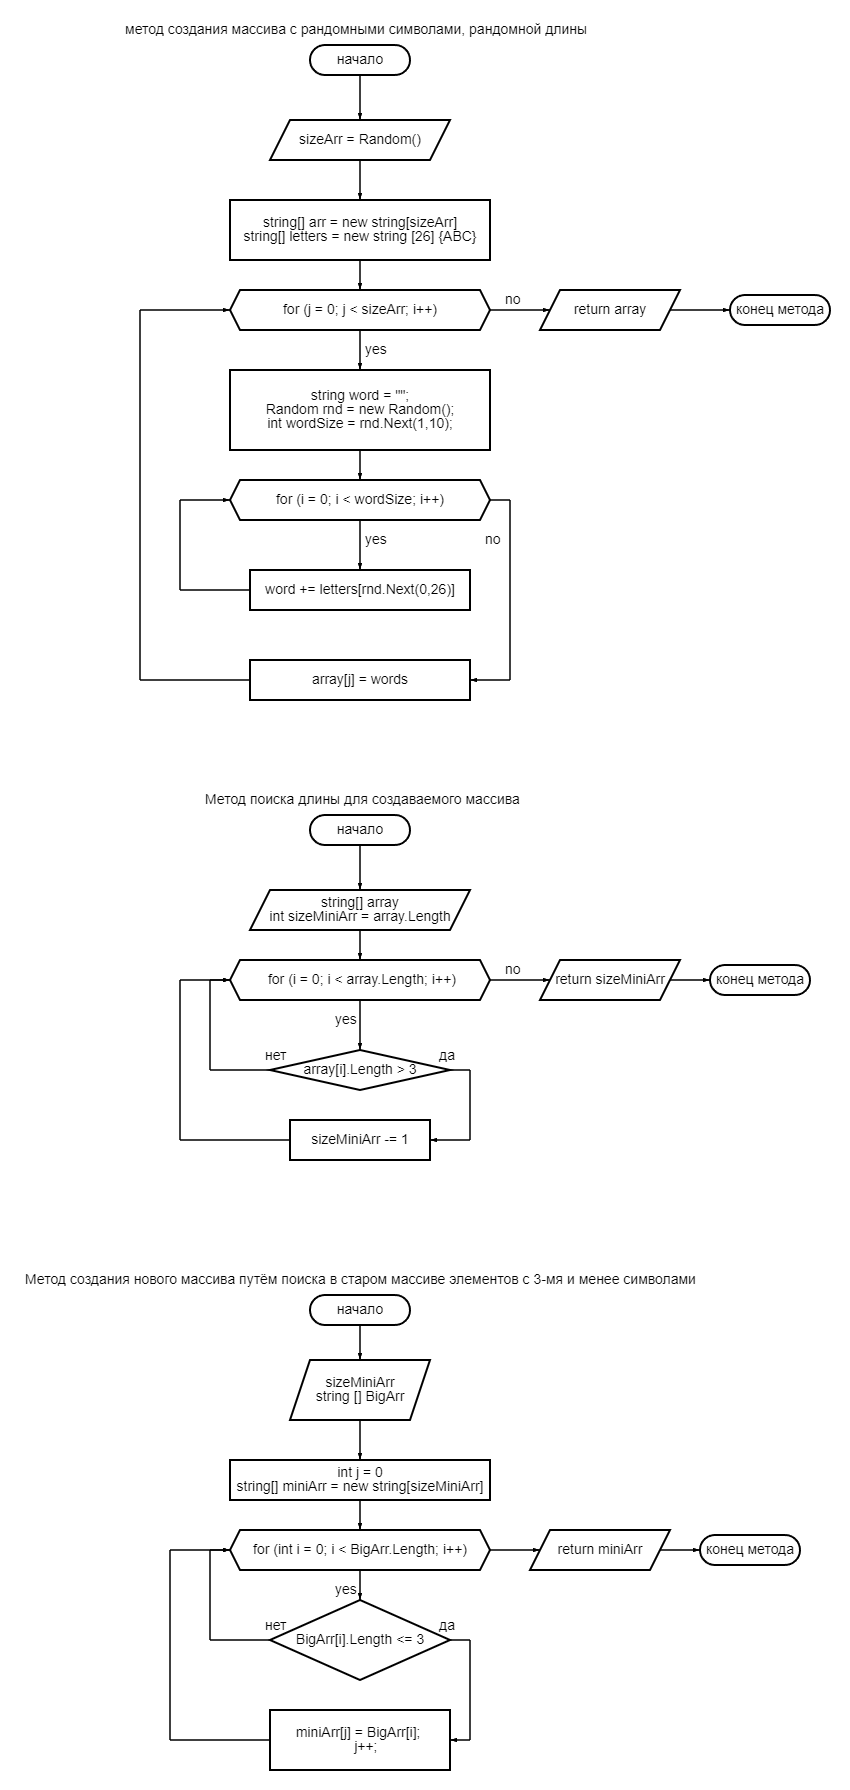 метод создания массива с рандомными символами, рандомной длины
начало
sizeArr = Random()
string[] arr = new string[sizeArr]
string[] letters = new string [26] {ABC}
for (j = 0; j < sizeArr; i++)
no
return array
конец метода
yes
string word = "";
Random rnd = new Random();
int wordSize = rnd.Next(1,10);
for (i = 0; i < wordSize; i++)
yes
no
word += letters[rnd.Next(0,26)]
array[j] = words
Метод поиска длины для создаваемого массива
начало
string[] array
int sizeMiniArr = array.Length
for (i = 0; i < array.Length; i++)
no
return sizeMiniArr
конец метода
yes
нет
да
array[i].Length > 3
sizeMiniArr -= 1
Метод создания нового массива путём поиска в старом массиве элементов с 3-мя и менее символами
начало
sizeMiniArr
string [] BigArr
int j = 0
string[] miniArr = new string[sizeMiniArr]
for (int i = 0; i < BigArr.Length; i++)
return miniArr
конец метода
yes
нет
да
BigArr[i].Length <= 3
miniArr[j] = BigArr[i];
j++;